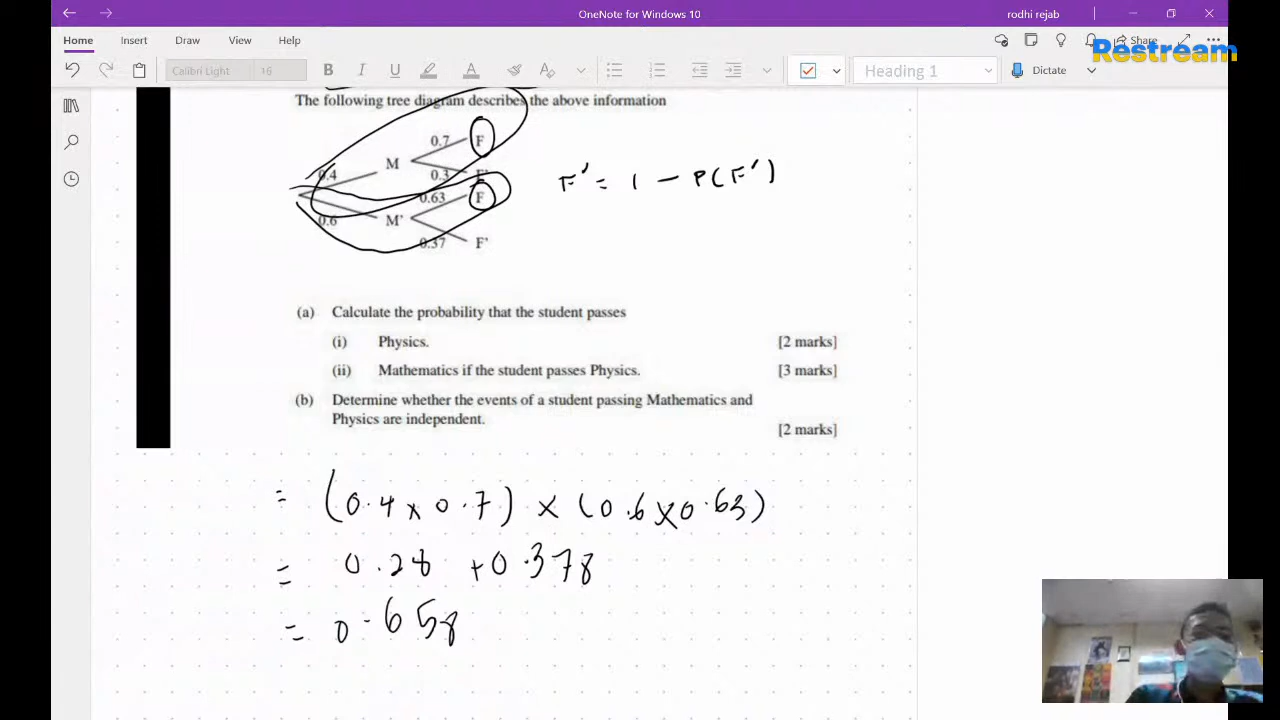 OneNote for Windows 10
rodhi rejab
Home Insert Draw View Help
Share
Restream
Calibri Light 16 B I U A Heading 1 Dictate
The following tree diagram describes the above information
0.7 F
M
0.4 0.3 F'
0.63 F
0.6 M'
0.37 F'
F' = 1 - P(F')
(a) Calculate the probability that the student passes
(i) Physics. [2 marks]
(ii) Mathematics if the student passes Physics. [3 marks]
(b) Determine whether the events of a student passing Mathematics and
Physics are independent.
[2 marks]
= (0.4 x 0.7) x (0.6 x 0.63)
= 0.28 + 0.378
= 0.658